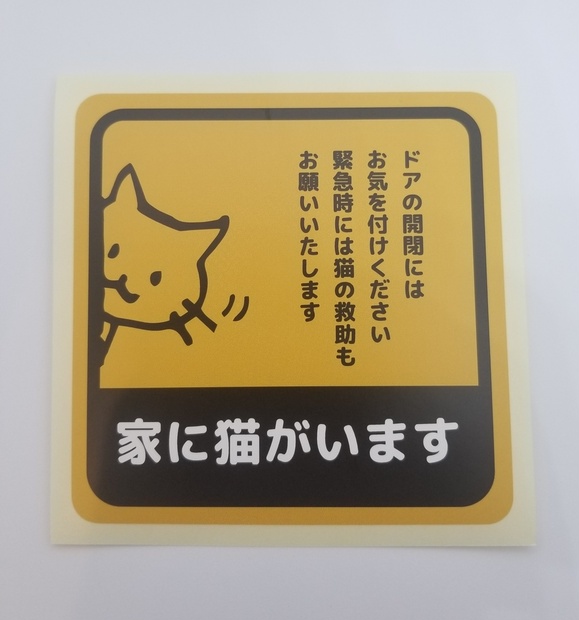 ドアの開閉には
お気を付けください
緊急時には猫の救助も
お願いいたします
家に猫がいます